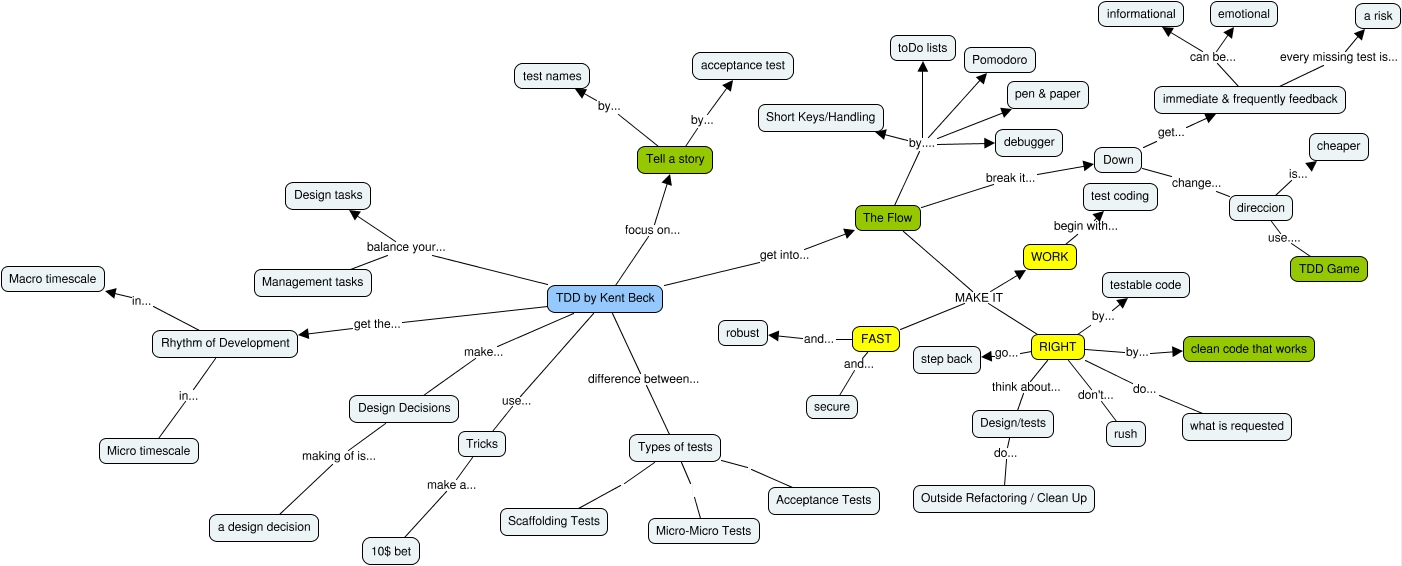 informational
emotional
a risk
can be...
every missing test is...
toDo lists
Pomodoro
acceptance test
test names
immediate & frequently feedback
pen & paper
by...
by...
Short Keys/Handling
by....
debugger
get...
cheaper
Tell a story
Down
break it...
is...
change...
Design tasks
test coding
direccion
The Flow
begin with...
focus on...
use....
balance your...
get into...
WORK
TDD Game
Macro timescale
Management tasks
testable code
in...
TDD by Kent Beck
MAKE IT
by...
get the...
robust
and...
FAST
Rhythm of Development
RIGHT
clean code that works
make...
step back
go...
by...
and...
difference between...
think about...
do...
in...
don't...
use...
Design Decisions
secure
Design/tests
what is requested
rush
Tricks
Types of tests
Micro timescale
making of is...
do...
make a...
Acceptance Tests
Outside Refactoring / Clean Up
a design decision
Scaffolding Tests
Micro-Micro Tests
10$ bet